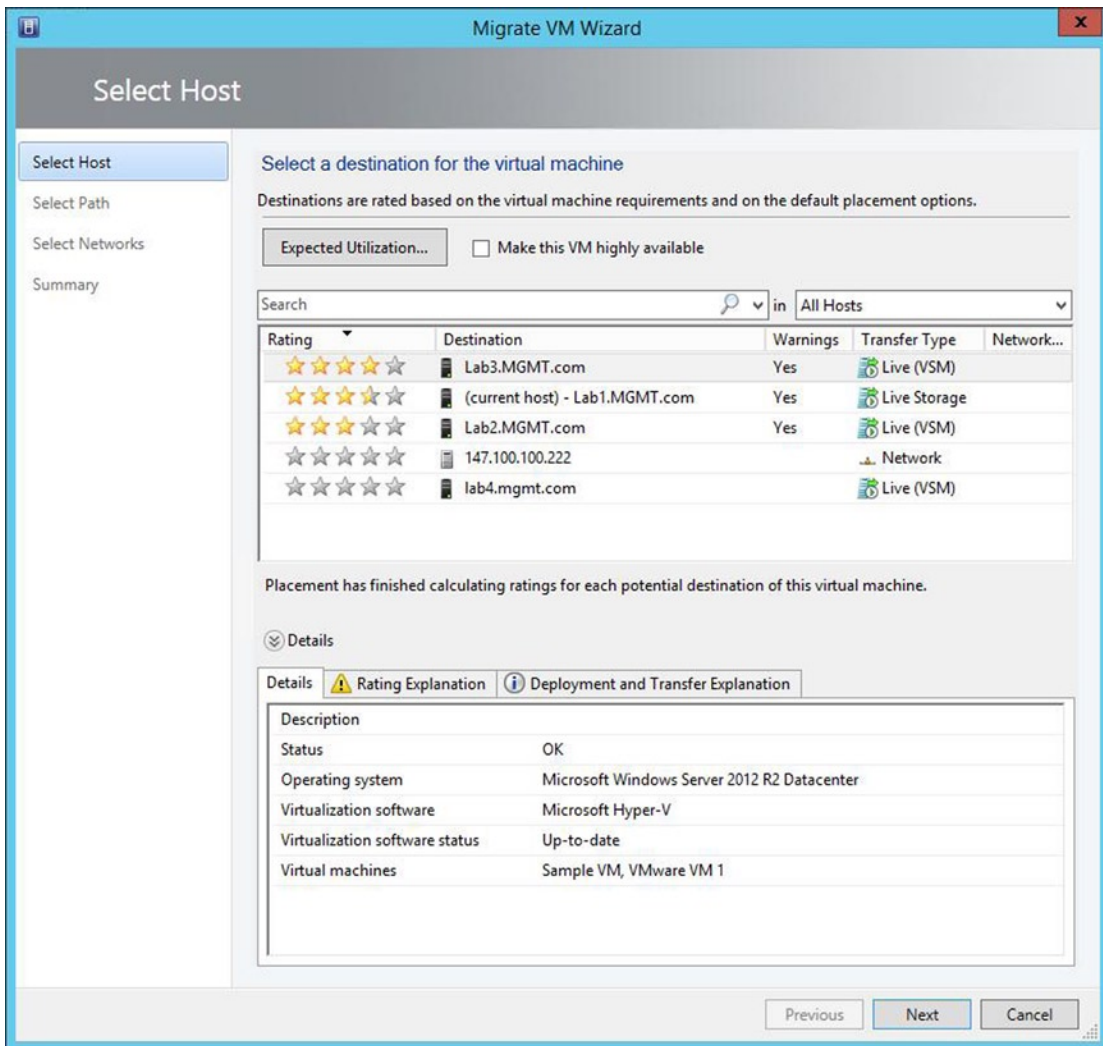 Migrate VM Wizard
x
Select Host
Select Host
Select Path
Select Networks
Summary
Select a destination for the virtual machine
Destinations are rated based on the virtual machine requirements and on the default placement options.
Expected Utilization... Make this VM highly available
Search in All Hosts
Rating Destination Warnings Transfer Type Network...
Lab3.MGMT.com Yes Live (VSM)
(current host) - Lab1.MGMT.com Yes Live Storage
Lab2.MGMT.com Yes Live (VSM)
147.100.100.222 Network
lab4.mgmt.com Live (VSM)
Placement has finished calculating ratings for each potential destination of this virtual machine.
Details
Details Rating Explanation Deployment and Transfer Explanation
Description
Status OK
Operating system Microsoft Windows Server 2012 R2 Datacenter
Virtualization software Microsoft Hyper-V
Virtualization software status Up-to-date
Virtual machines Sample VM, VMware VM 1
Previous Next Cancel